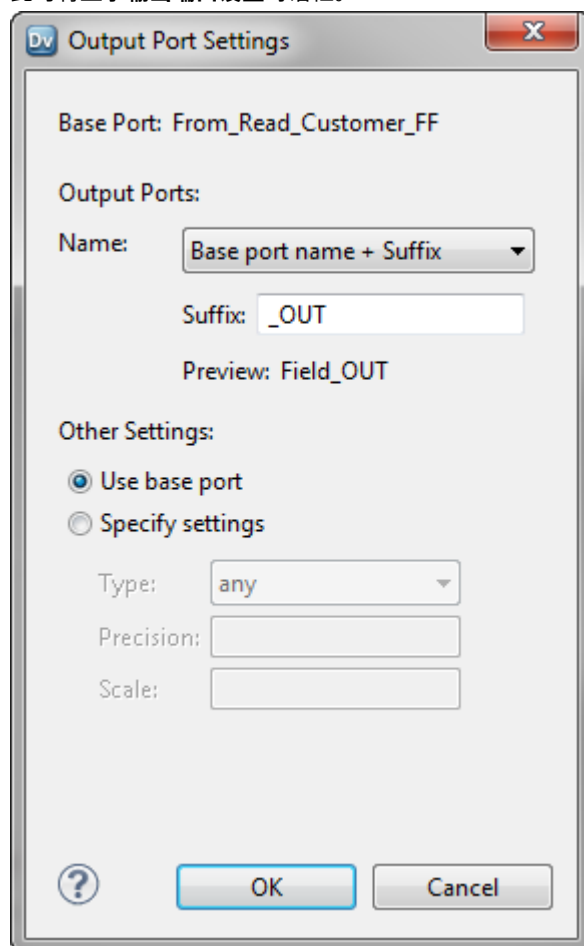 Dv Output Port Settings
Base Port: From_Read_Customer_FF
Output Ports:
Name: Base port name + Suffix
Suffix: _OUT
Preview: Field_OUT
Other Settings:
Use base port
Specify settings
Type: any
Precision:
Scale:
? OK Cancel